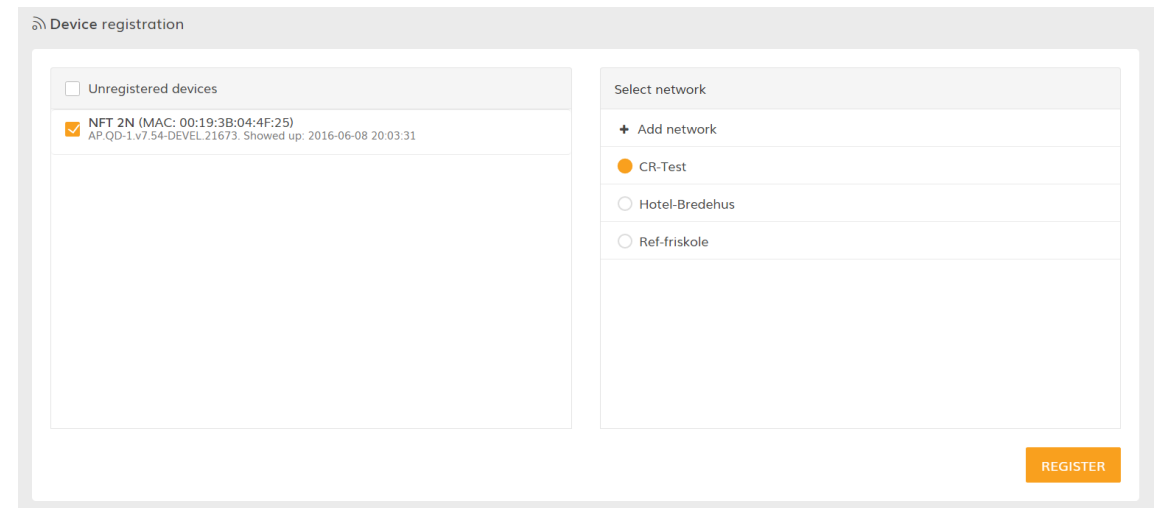 Device registration
Unregistered devices
NFT 2N (MAC: 00:19:3B:04:4F:25)
AP.QD-1.v7.54-DEVEL.21673. Showed up: 2016-06-08 20:03:31
Select network
+ Add network
CR-Test
Hotel-Bredehus
Ref-friskole
REGISTER